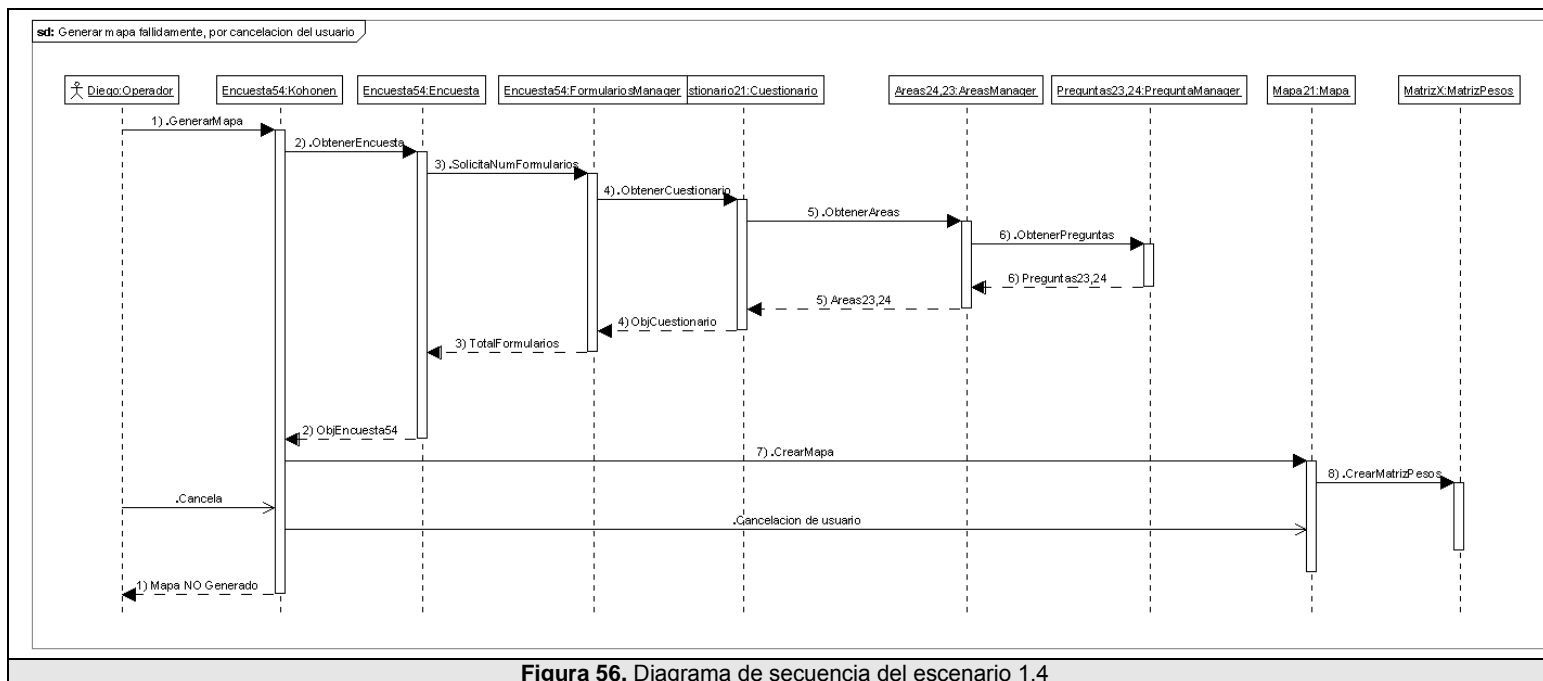 sd: Generar mapa fallidamente, por cancelacion del usuario
Diego:Operador
Encuesta54:Kohonen
Encuesta54:Encuesta
Encuesta54:FormulariosManager
stionario21:Cuestionario
Areas24,23:AreasManager
Preguntas23,24:PreguntaManager
Mapa21:Mapa
MatrizX:MatrizPesos
1) .GenerarMapa
2) .ObtenerEncuesta
3) .SolicitaNumFormularios
4) .ObtenerCuestionario
5) .ObtenerAreas
6) .ObtenerPreguntas
6) Preguntas23,24
5) Areas23,24
4) ObjCuestionario
3) TotalFormularios
2) ObjEncuesta54
7) .CrearMapa
8) .CrearMatrizPesos
.Cancela
.Cancelacion de usuario
1) Mapa NO Generado
Figura 56. Diagrama de secuencia del escenario 1.4